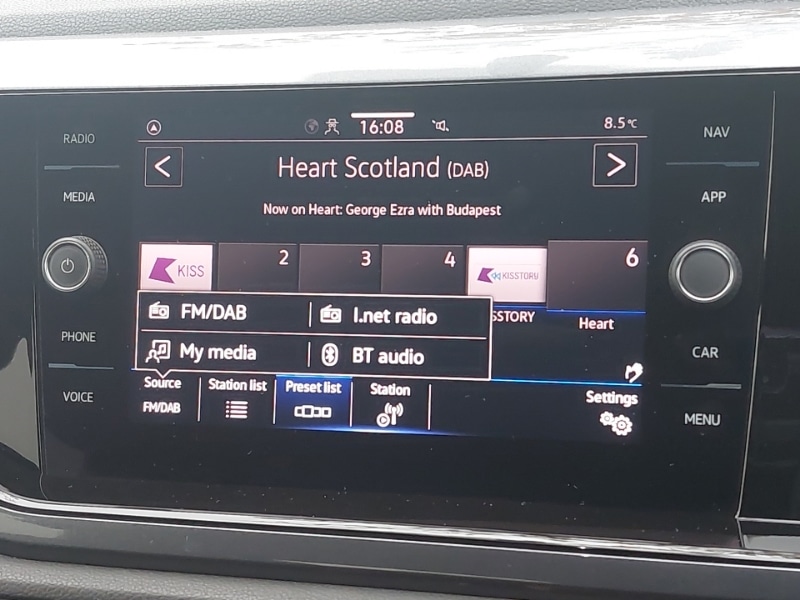 RADIO
MEDIA
PHONE
VOICE
16:08
8.5°C
Heart Scotland (DAB)
Now on Heart: George Ezra with Budapest
KISS
2
3
4
KISSTORY
6
SSTORY
Heart
FM/DAB
I.net radio
My media
BT audio
Source
FM/DAB
Station list
Preset list
Station
Settings
NAV
APP
CAR
MENU